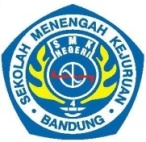 SEKOLAH MENENGAH KEJURUAN
SMK
NEGERI
4
BANDUNG